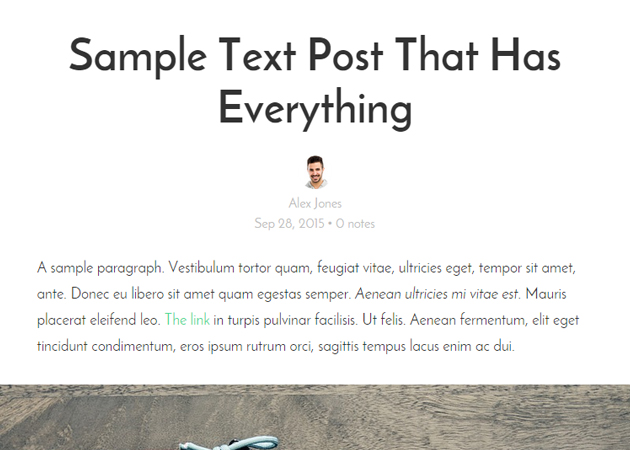 Sample Text Post That Has
Everything
Alex Jones
Sep 28, 2015 • 0 notes
A sample paragraph. Vestibulum tortor quam, feugiat vitae, ultricies eget, tempor sit amet,
ante. Donec eu libero sit amet quam egestas semper. Aenean ultricies mi vitae est. Mauris
placerat eleifend leo. The link in turpis pulvinar facilisis. Ut felis. Aenean fermentum, elit eget
tincidunt condimentum, eros ipsum rutrum orci, sagittis tempus lacus enim ac dui.